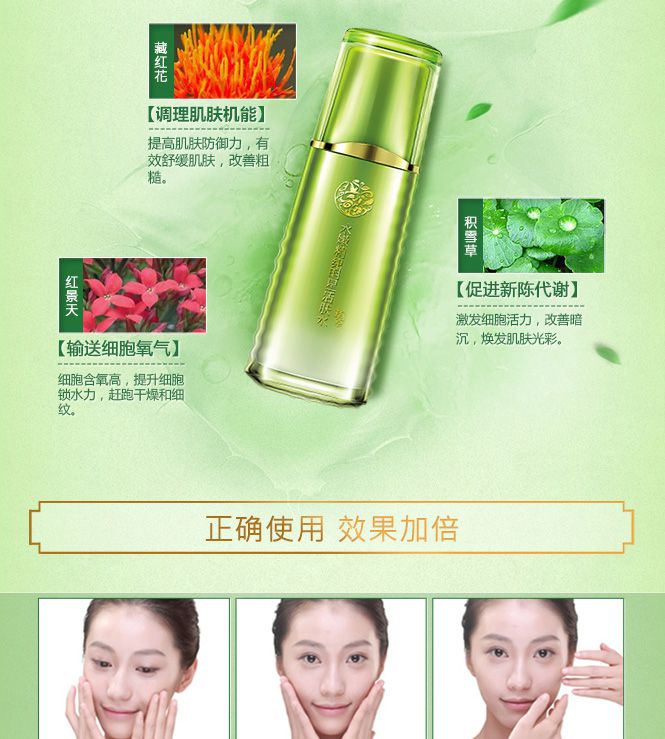 藏红花
【调理肌肤机能】
提高肌肤防御力，有
效舒缓肌肤，改善粗
糙。
积雪草
【促进新陈代谢】
激发细胞活力，改善暗
沉，焕发肌肤光彩。
红景天
【输送细胞氧气】
细胞含氧高，提升细胞
锁水力，赶跑干燥和细
纹。
正确使用 效果加倍